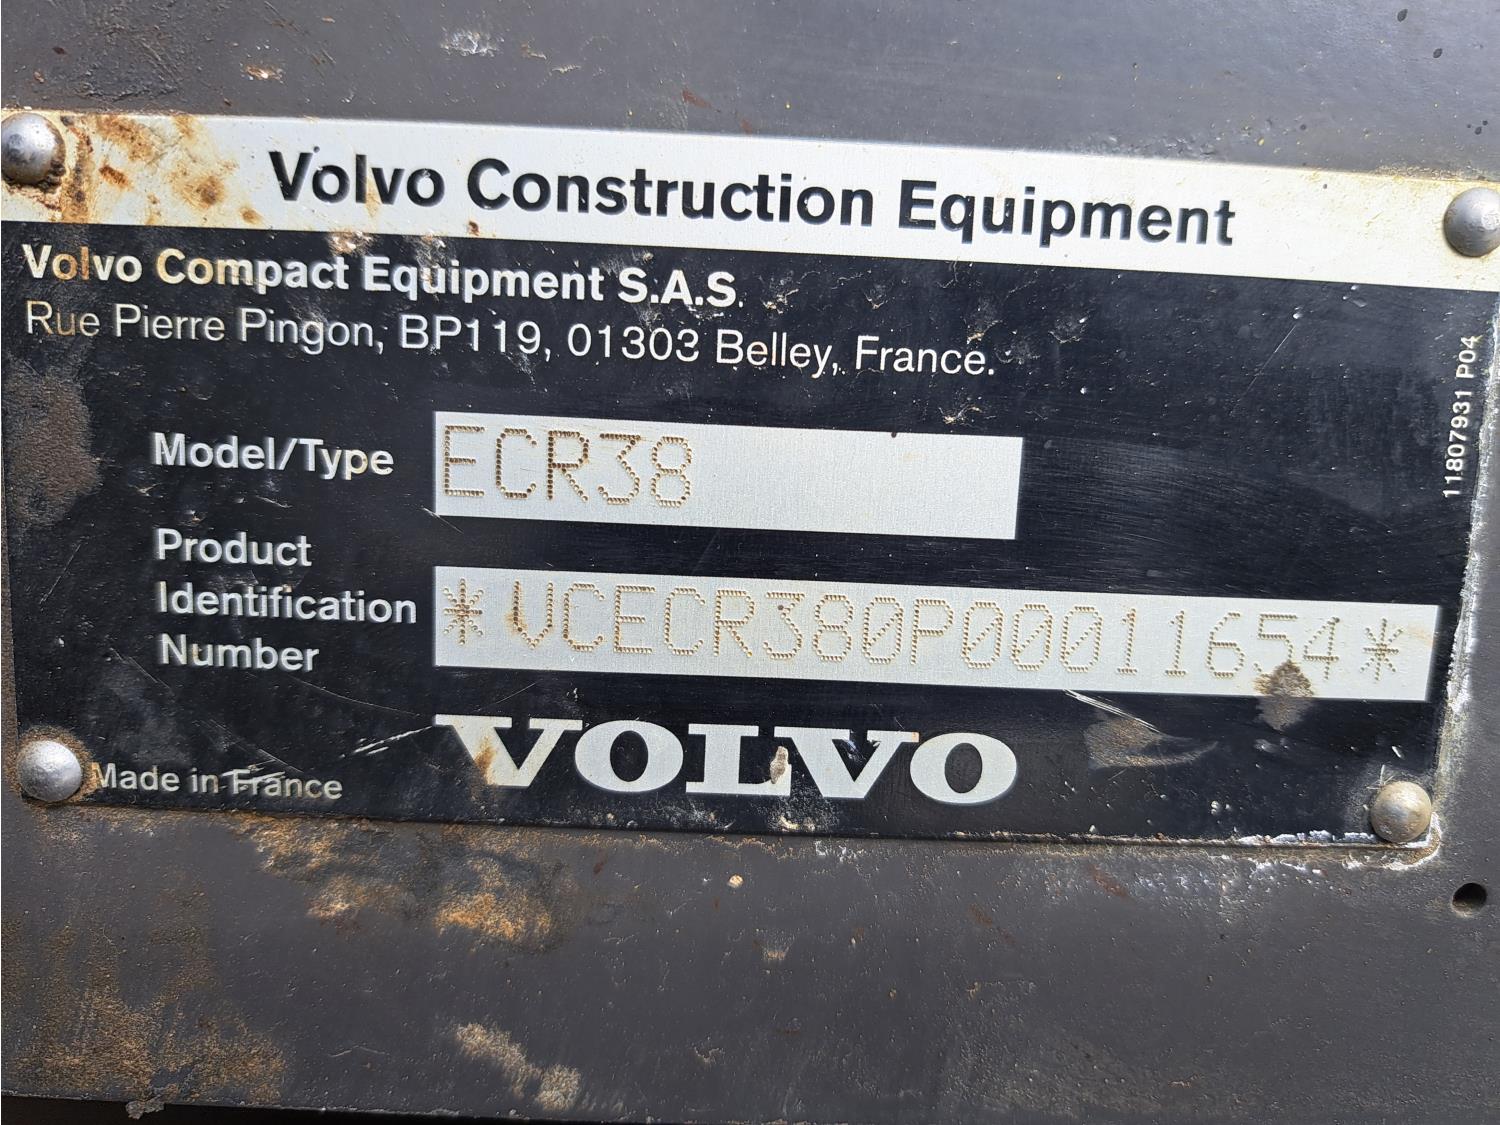 Volvo Construction Equipment
Volvo Compact Equipment S.A.S.
Rue Pierre Pingon, BP119, 01303 Belley, France.
11807931 P04
Model/Type ECR38
Product
Identification
Number
*VCECR380P00011654*
VOLVO
Made in France